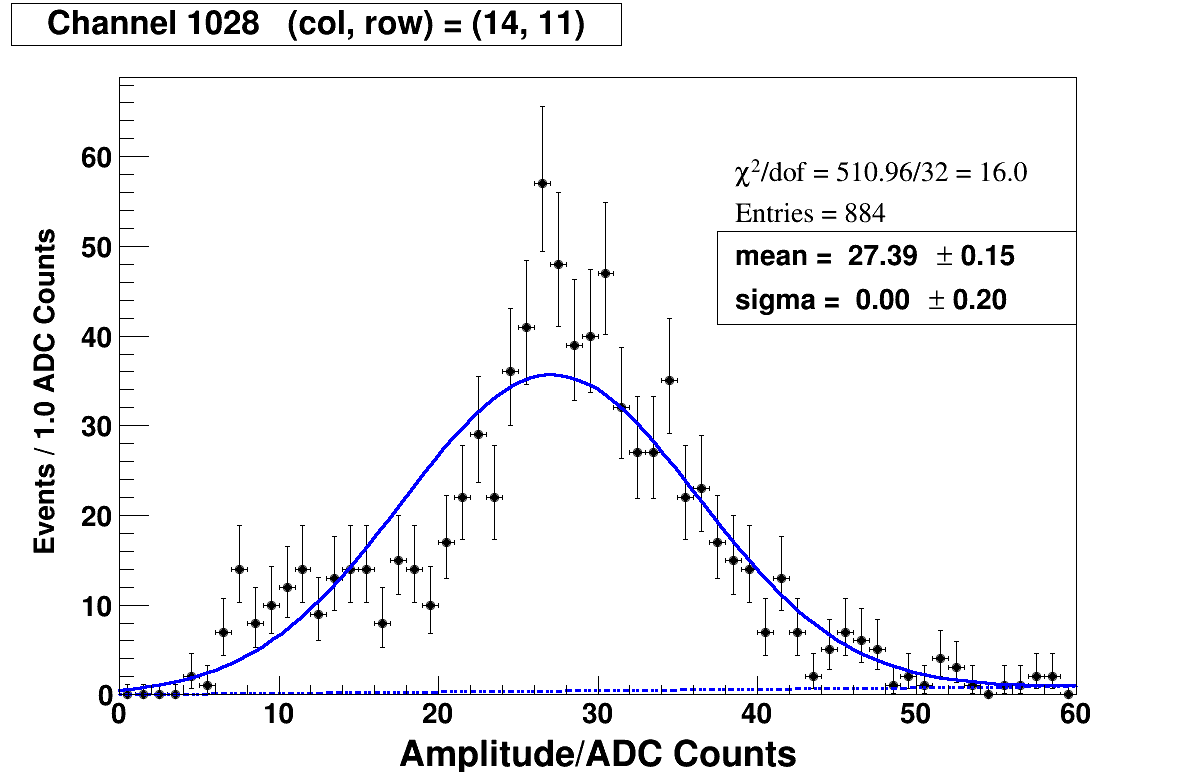 Channel 1028 (col, row) = (14, 11)
χ²/dof = 510.96/32 = 16.0
Entries = 884
mean = 27.39 ± 0.15
sigma = 0.00 ± 0.20
Events / 1.0 ADC Counts
60
50
40
30
20
10
0
0 10 20 30 40 50 60
Amplitude/ADC Counts